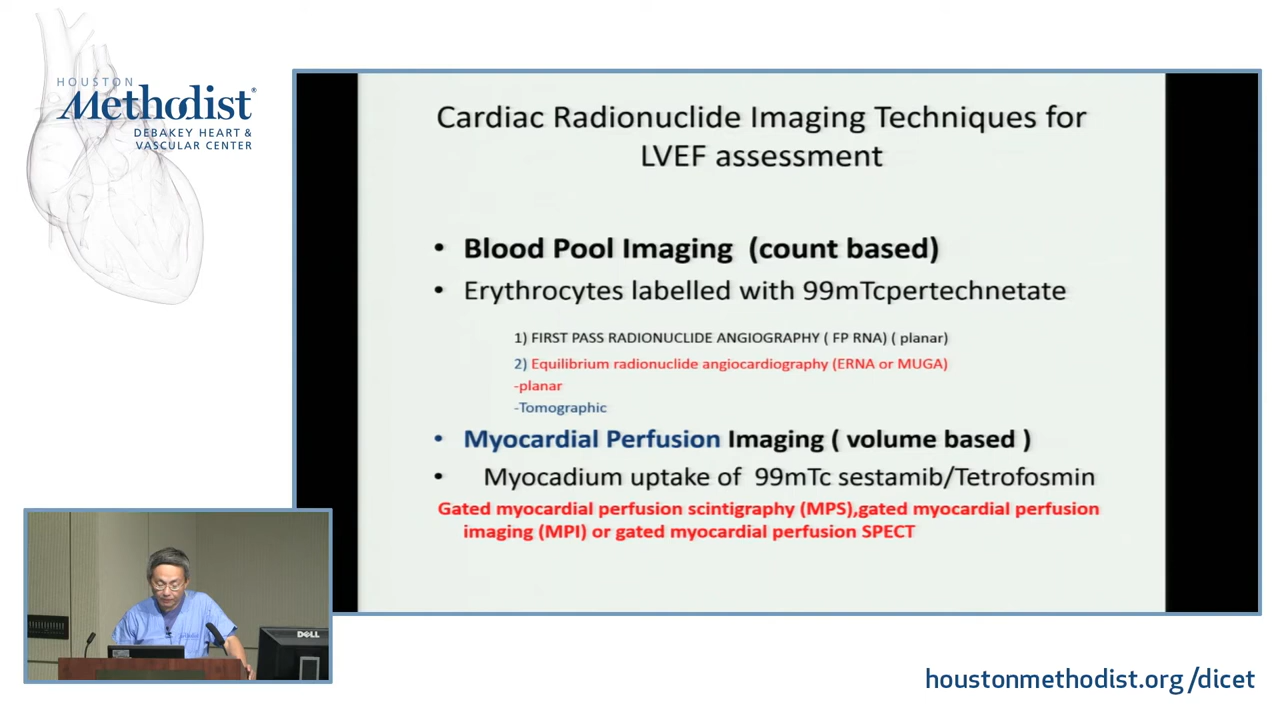 HOUSTON
Methodist®
DEBAKEY HEART &
VASCULAR CENTER
Cardiac Radionuclide Imaging Techniques for
LVEF assessment
• Blood Pool Imaging (count based)
• Erythrocytes labelled with 99mTcpertechnetate
1) FIRST PASS RADIONUCLIDE ANGIOGRAPHY ( FP RNA) ( planar)
2) Equilibrium radionuclide angiocardiography (ERNA or MUGA)
-planar
-Tomographic
• Myocardial Perfusion Imaging ( volume based )
• Myocadium uptake of 99mTc sestamib/Tetrofosmin
Gated myocardial perfusion scintigraphy (MPS),gated myocardial perfusion
imaging (MPI) or gated myocardial perfusion SPECT
DELL
houstonmethodist.org/dicet